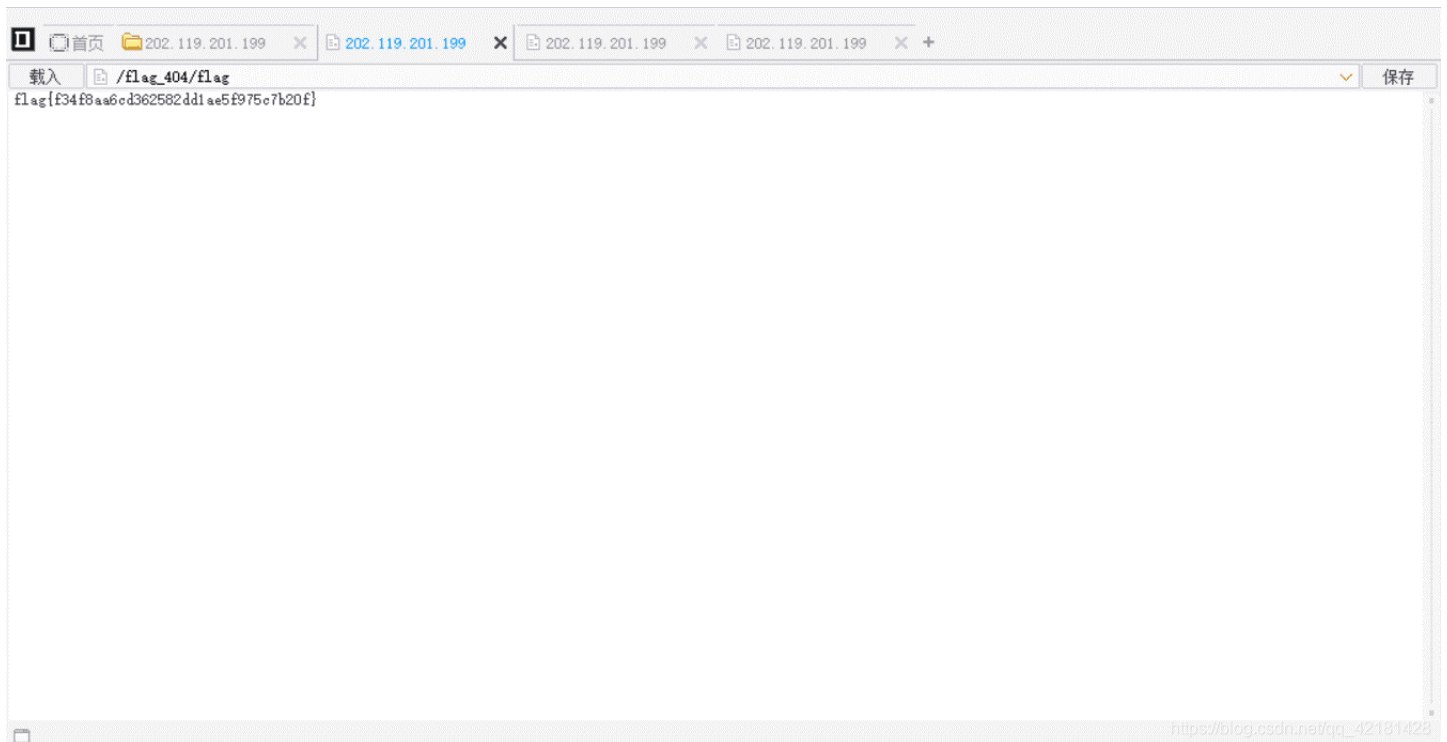 首页 202.119.201.199 202.119.201.199 202.119.201.199 202.119.201.199
载入 /flag_404/flag 保存
flag{f34f8aa6cd362582dd1ae5f975c7b20f}
https://blog.csdn.net/qq_42181428